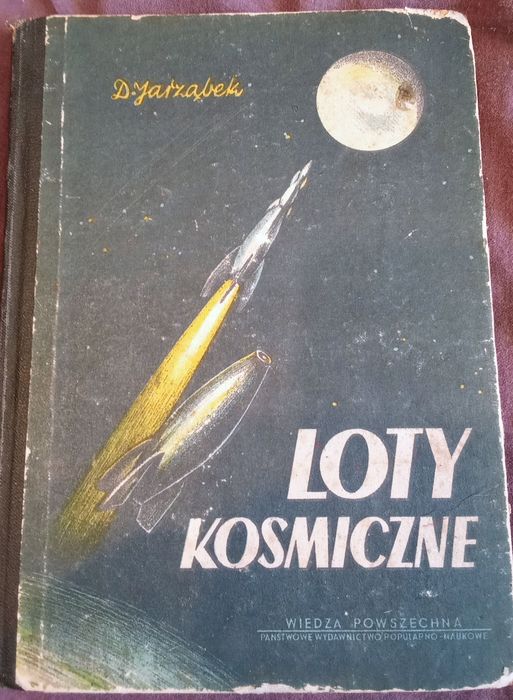 D. Jarząbek
LOTY
KOSMICZNE
WIEDZA POWSZECHNA
PAŃSTWOWE WYDAWNICTWO POPULARNO-NAUKOWE